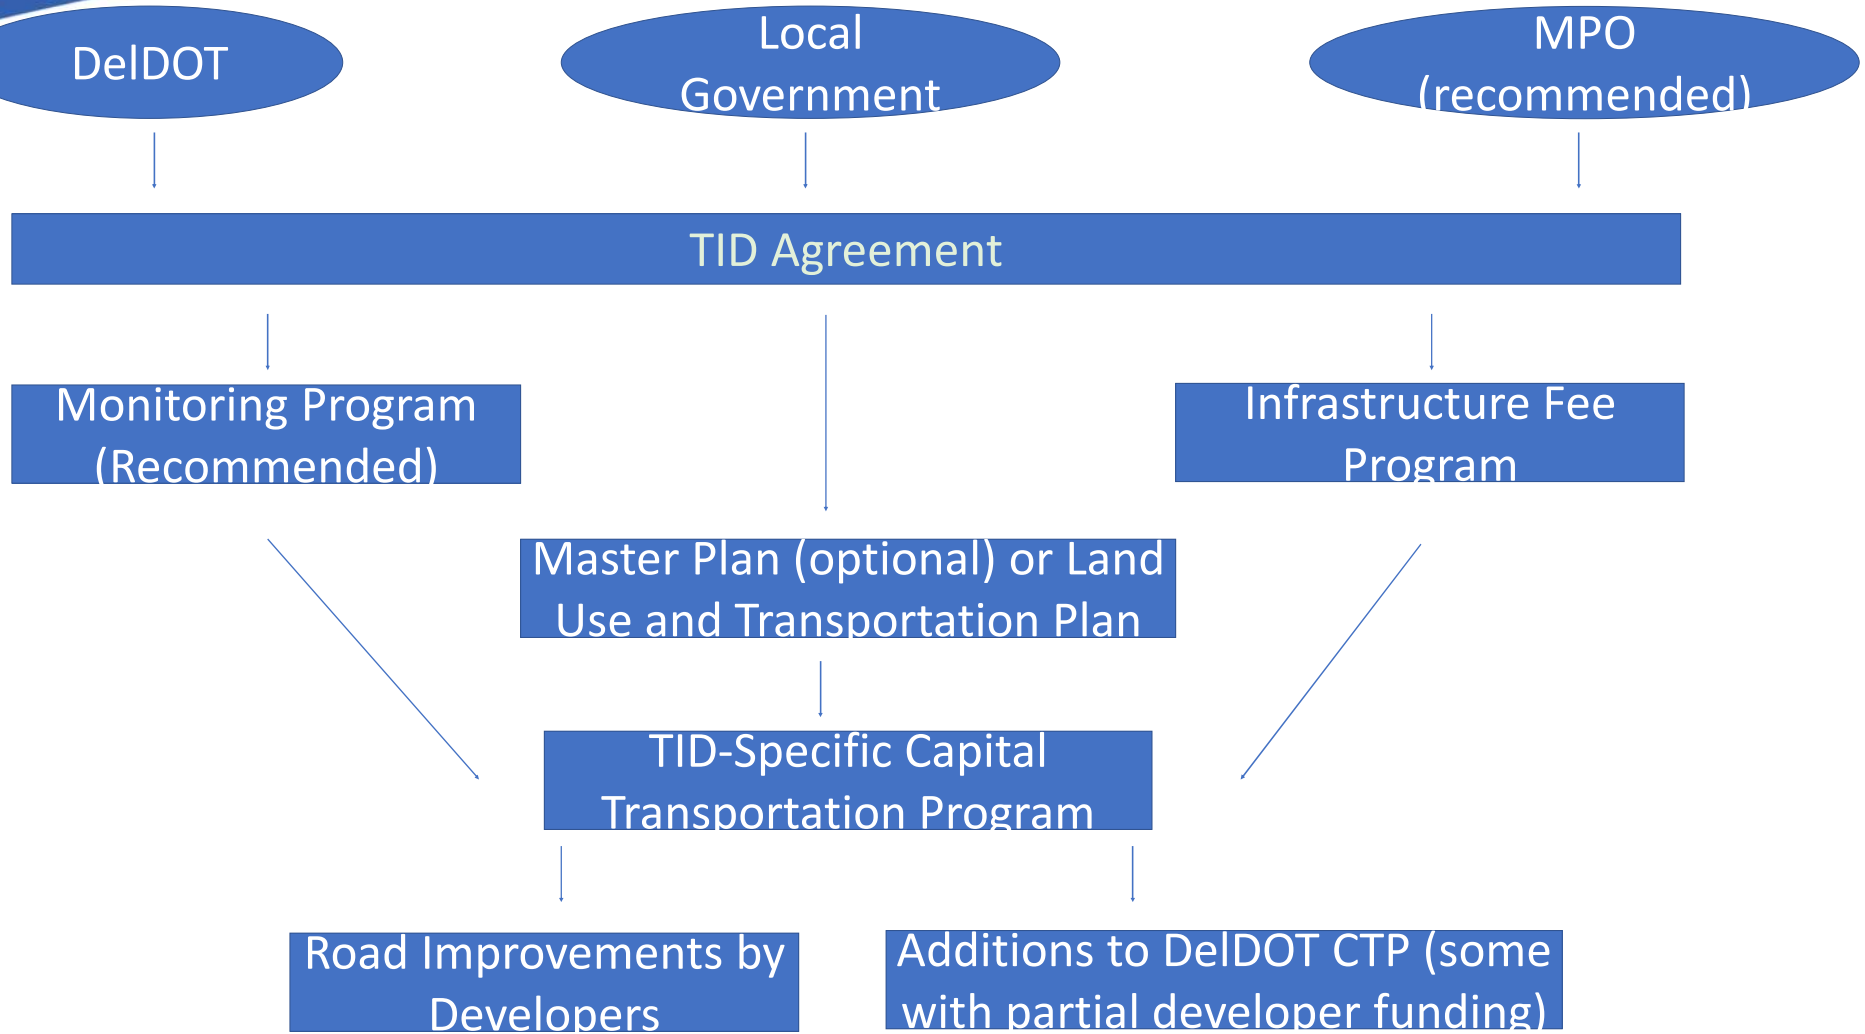 DelDOT
Local
Government
MPO
(recommended)
TID Agreement
Monitoring Program
(Recommended)
Infrastructure Fee
Program
Master Plan (optional) or Land
Use and Transportation Plan
TID-Specific Capital
Transportation Program
Road Improvements by
Developers
Additions to DelDOT CTP (some
with partial developer funding)